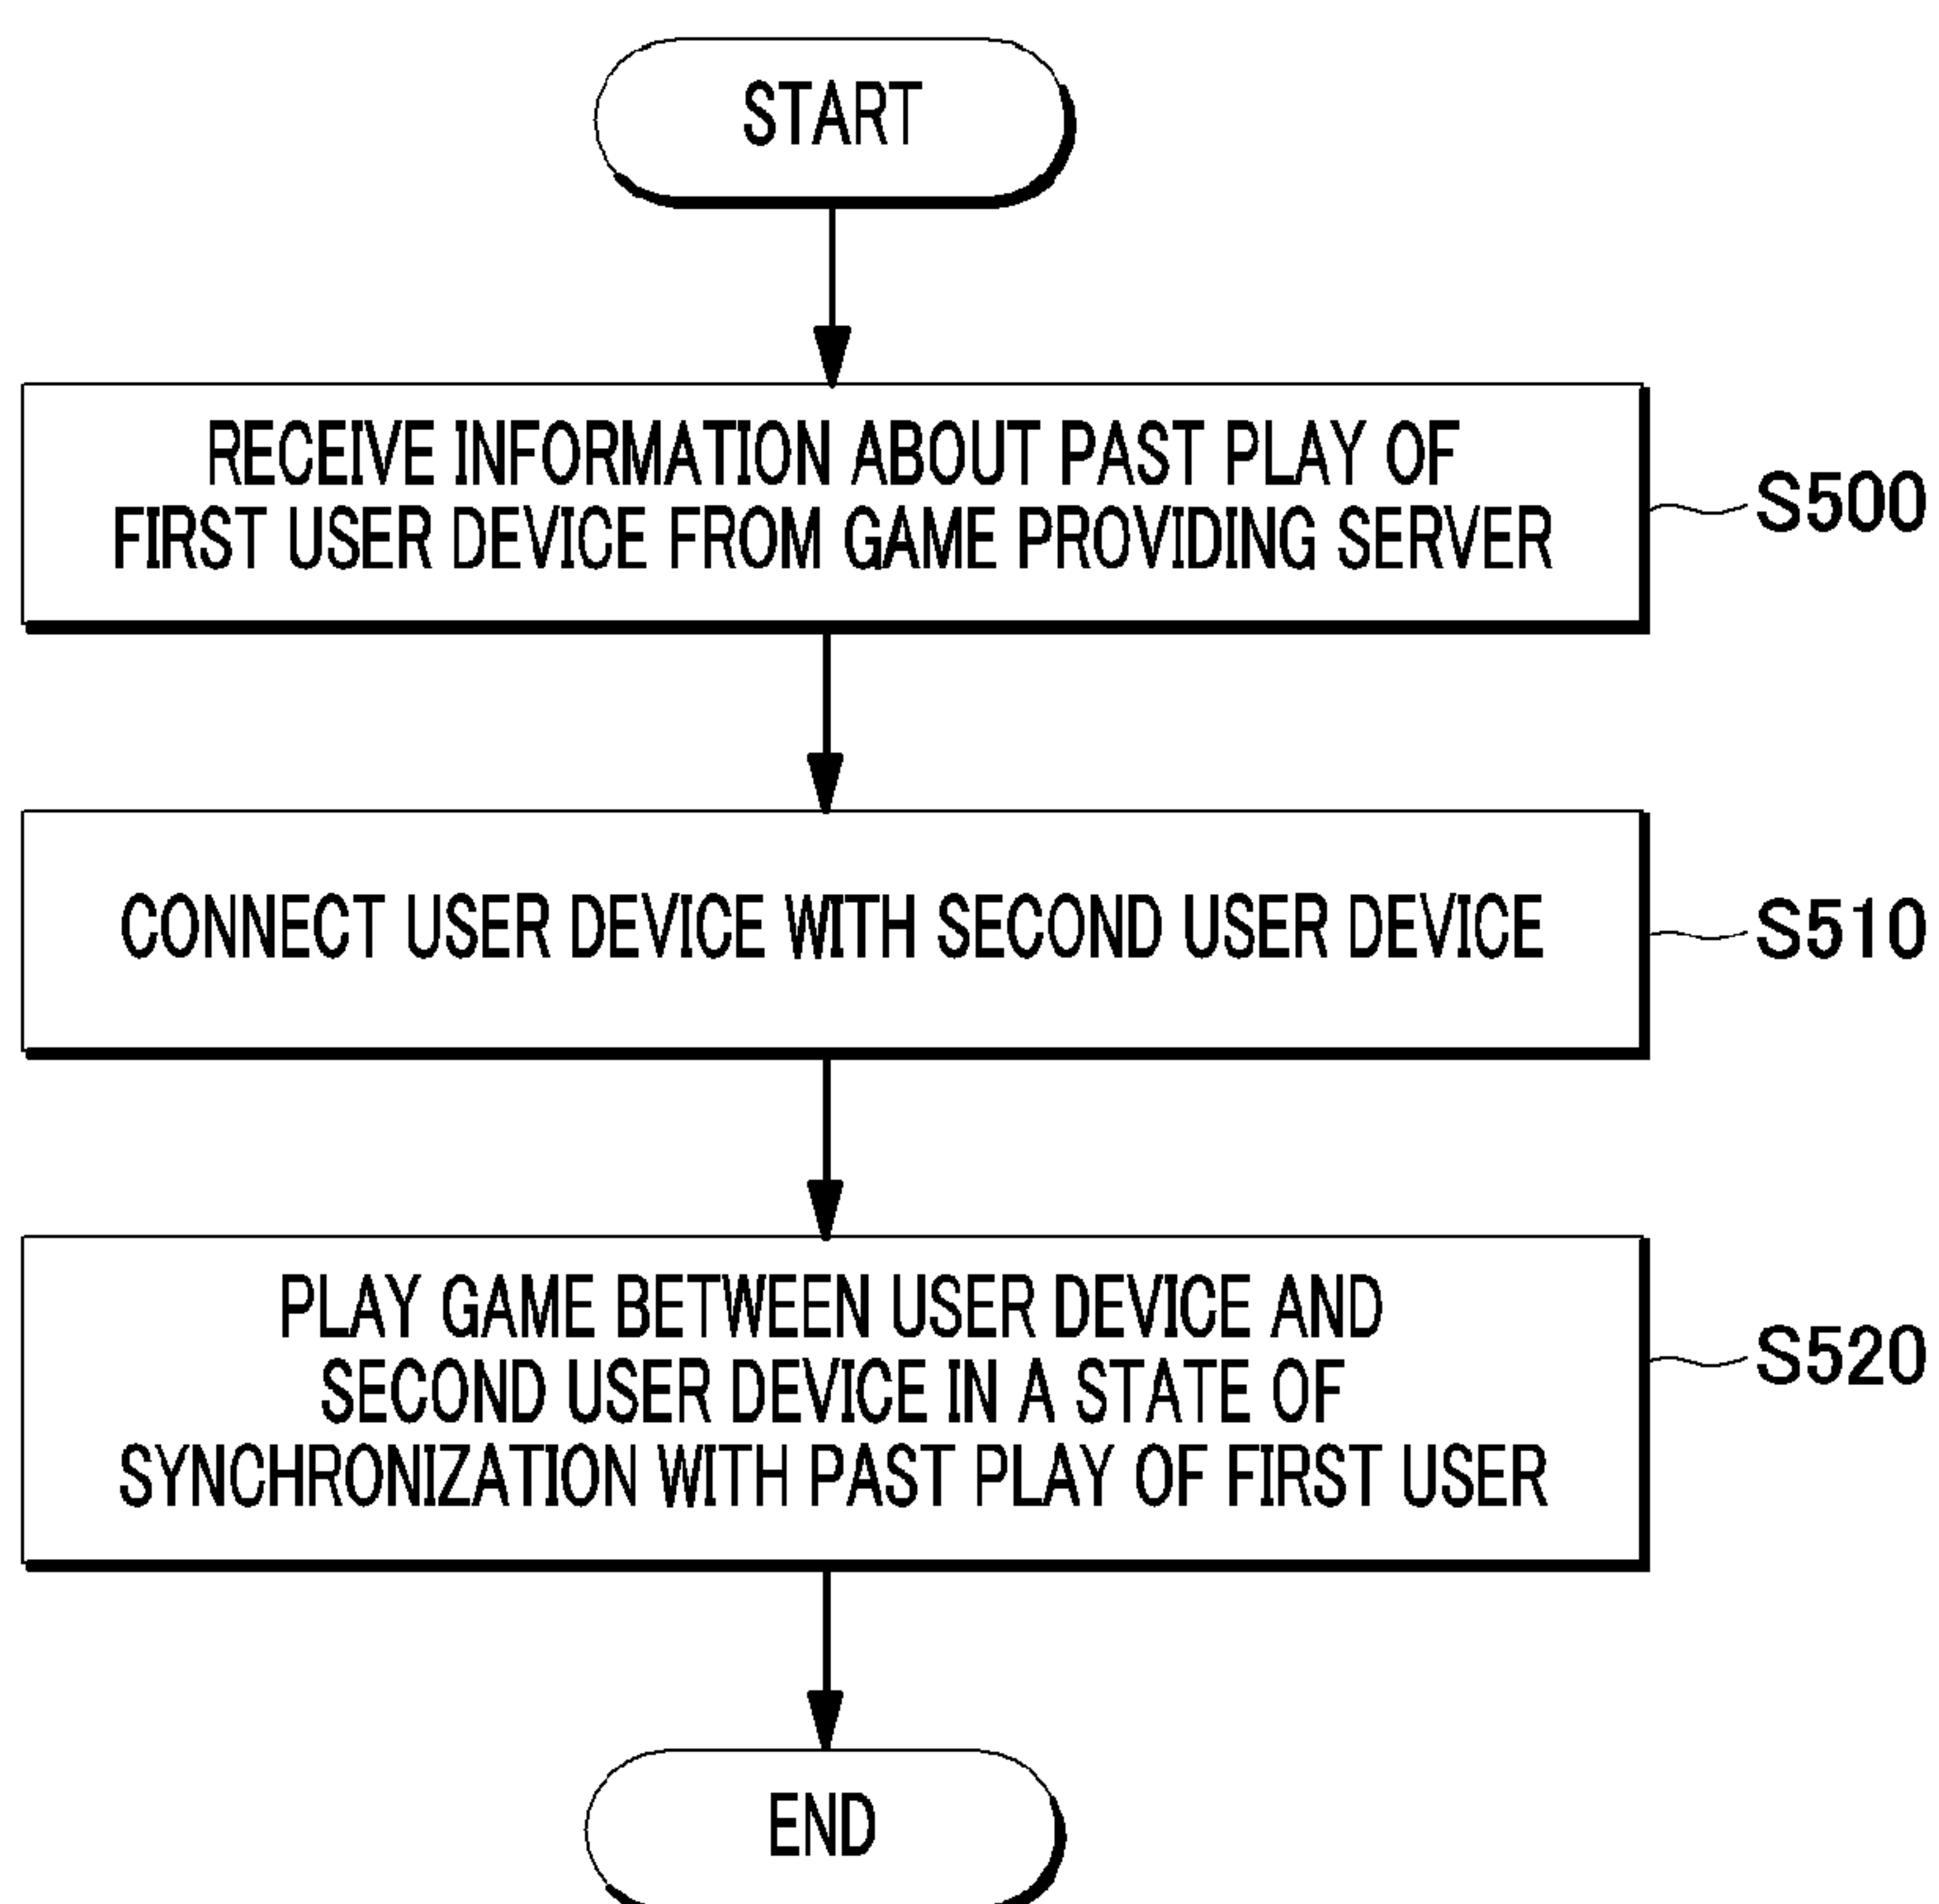 START
RECEIVE INFORMATION ABOUT PAST PLAY OF
FIRST USER DEVICE FROM GAME PROVIDING SERVER
S500
CONNECT USER DEVICE WITH SECOND USER DEVICE
S510
PLAY GAME BETWEEN USER DEVICE AND
SECOND USER DEVICE IN A STATE OF
SYNCHRONIZATION WITH PAST PLAY OF FIRST USER
S520
END